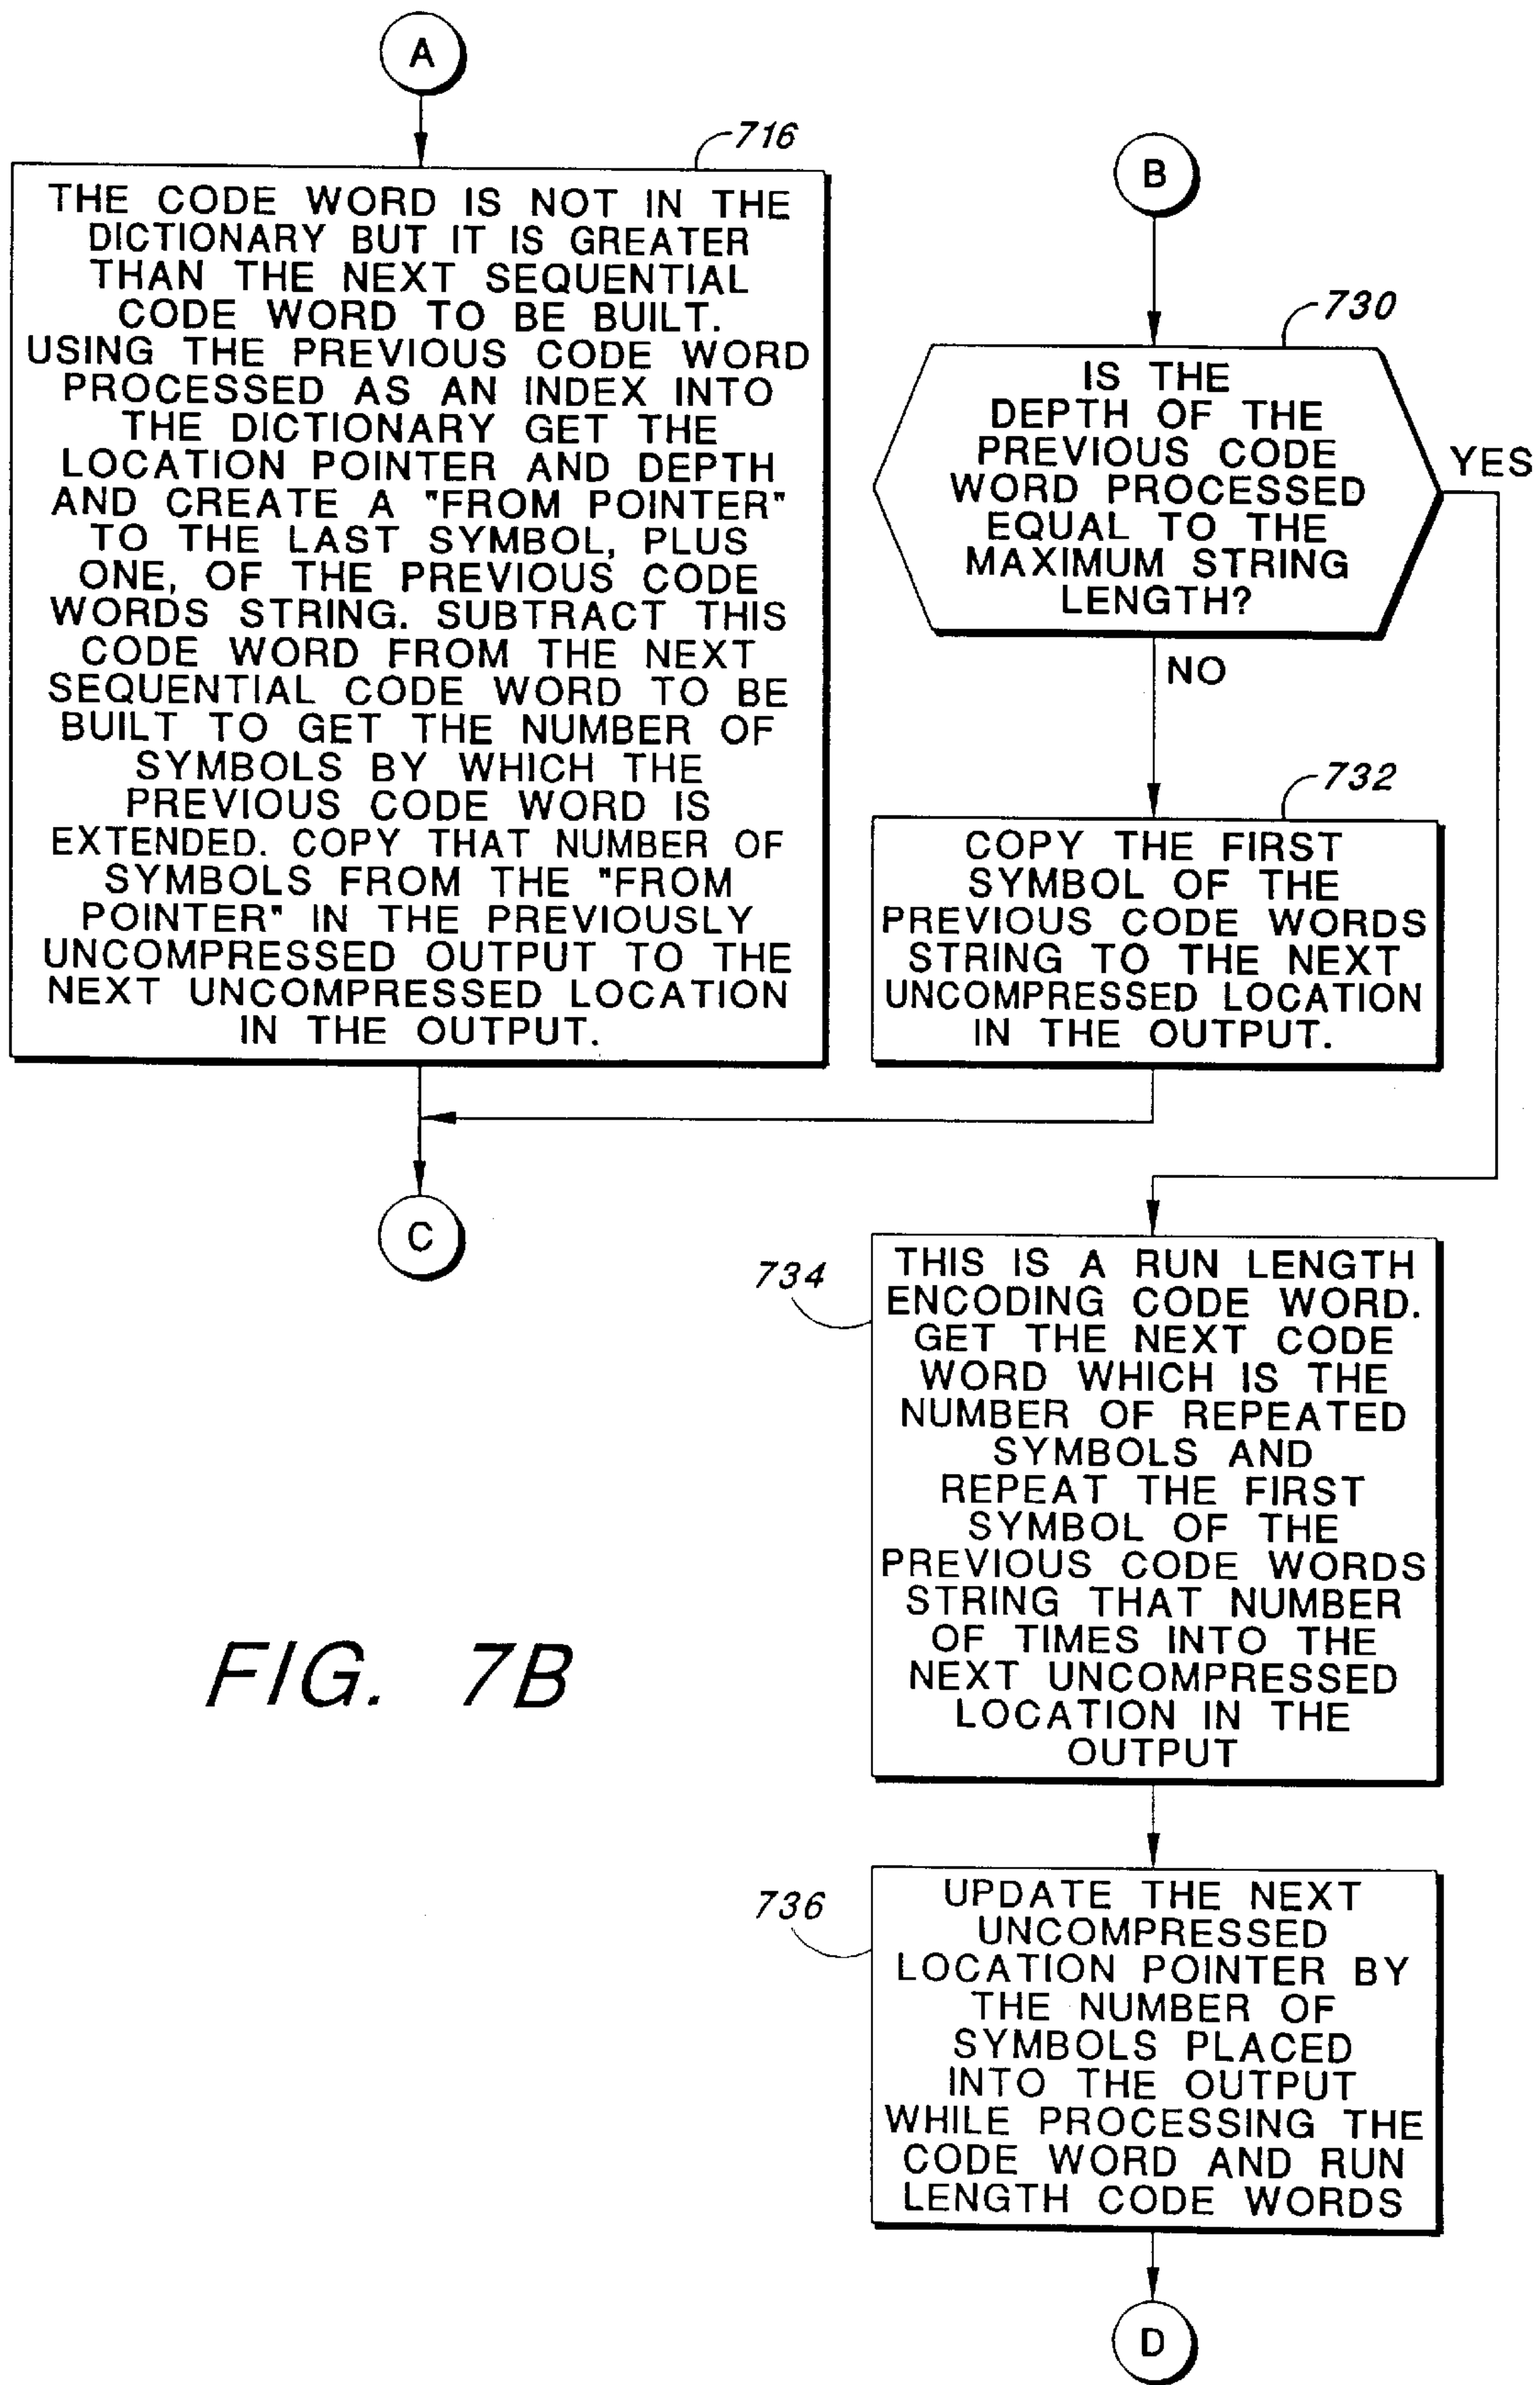 A
716
THE CODE WORD IS NOT IN THE
DICTIONARY BUT IT IS GREATER
THAN THE NEXT SEQUENTIAL
CODE WORD TO BE BUILT.
USING THE PREVIOUS CODE WORD
PROCESSED AS AN INDEX INTO
THE DICTIONARY GET THE
LOCATION POINTER AND DEPTH
AND CREATE A "FROM POINTER"
TO THE LAST SYMBOL, PLUS
ONE, OF THE PREVIOUS CODE
WORDS STRING. SUBTRACT THIS
CODE WORD FROM THE NEXT
SEQUENTIAL CODE WORD TO BE
BUILT TO GET THE NUMBER OF
SYMBOLS BY WHICH THE
PREVIOUS CODE WORD IS
EXTENDED. COPY THAT NUMBER OF
SYMBOLS FROM THE "FROM
POINTER" IN THE PREVIOUSLY
UNCOMPRESSED OUTPUT TO THE
NEXT UNCOMPRESSED LOCATION
IN THE OUTPUT.
C
B
730
IS THE
DEPTH OF THE
PREVIOUS CODE
WORD PROCESSED
EQUAL TO THE
MAXIMUM STRING
LENGTH?
YES
NO
732
COPY THE FIRST
SYMBOL OF THE
PREVIOUS CODE WORDS
STRING TO THE NEXT
UNCOMPRESSED LOCATION
IN THE OUTPUT.
734
THIS IS A RUN LENGTH
ENCODING CODE WORD.
GET THE NEXT CODE
WORD WHICH IS THE
NUMBER OF REPEATED
SYMBOLS AND
REPEAT THE FIRST
SYMBOL OF THE
PREVIOUS CODE WORDS
STRING THAT NUMBER
OF TIMES INTO THE
NEXT UNCOMPRESSED
LOCATION IN THE
OUTPUT
736
UPDATE THE NEXT
UNCOMPRESSED
LOCATION POINTER BY
THE NUMBER OF
SYMBOLS PLACED
INTO THE OUTPUT
WHILE PROCESSING THE
CODE WORD AND RUN
LENGTH CODE WORDS
D
FIG. 7B